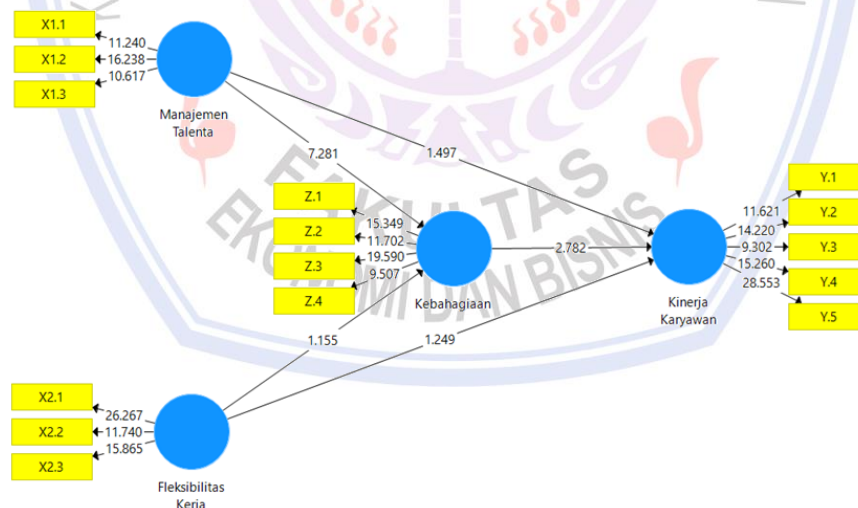 X1.1
X1.2
X1.3
11.240
16.238
10.617
Manajemen
Talenta
7.281
1.497
Z.1
Z.2
Z.3
Z.4
15.349
11.702
19.590
9.507
Kebahagiaan
2.782
Kinerja
Karyawan
11.621
14.220
9.302
15.260
28.553
Y.1
Y.2
Y.3
Y.4
Y.5
1.155
1.249
X2.1
X2.2
X2.3
26.267
11.740
15.865
Fleksibilitas
Kerja
FAKULTAS
EKONOMI DAN BISNIS